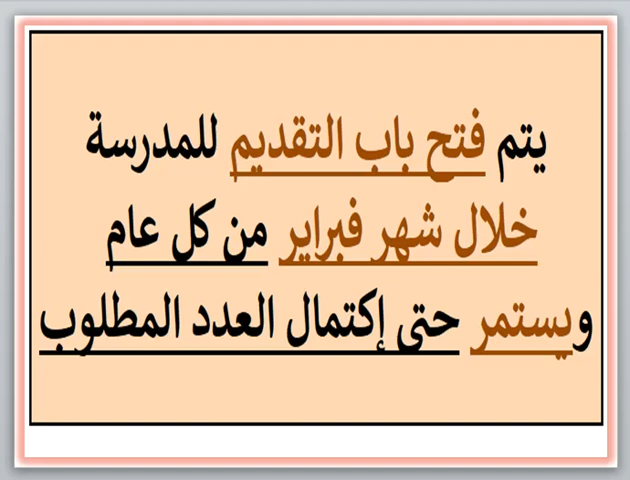 يتم فتح باب التقديم للمدرسة
خلال شهر فبراير من كل عام
ويستمر حتى إكتمال العدد المطلوب